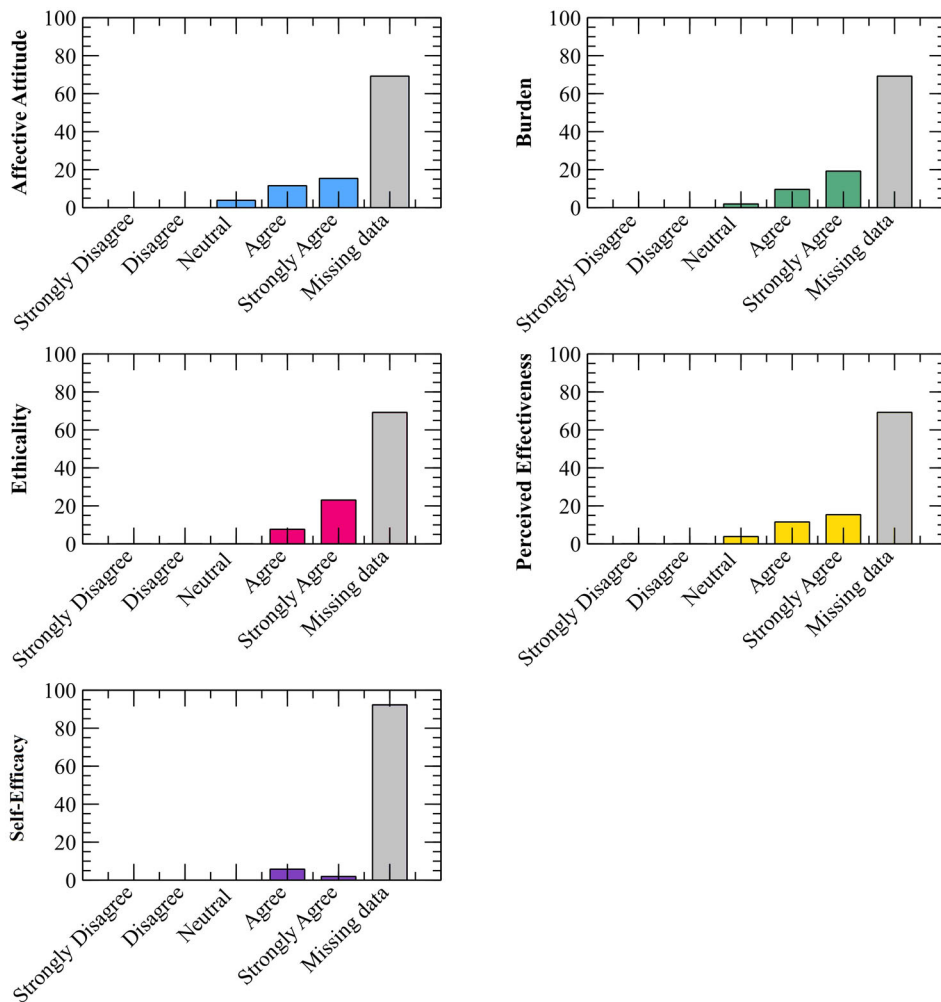 Affective Attitude
100
80
60
40
20
0
Strongly Disagree
Disagree
Neutral
Agree
Strongly Agree
Missing data
Burden
100
80
60
40
20
0
Strongly Disagree
Disagree
Neutral
Agree
Strongly Agree
Missing data
Ethicality
100
80
60
40
20
0
Strongly Disagree
Disagree
Neutral
Agree
Strongly Agree
Missing data
Perceived Effectiveness
100
80
60
40
20
0
Strongly Disagree
Disagree
Neutral
Agree
Strongly Agree
Missing data
Self-Efficacy
100
80
60
40
20
0
Strongly Disagree
Disagree
Neutral
Agree
Strongly Agree
Missing data